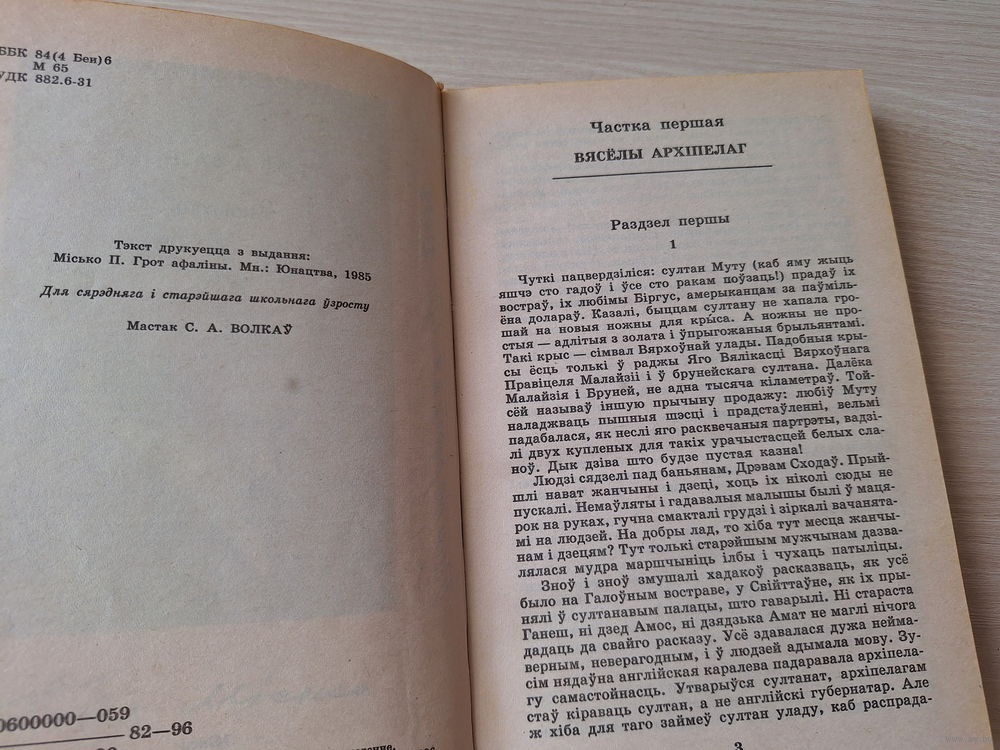 ББК 84(4 Беи)6
М 65
УДК 882.6-31
Тэкст друкуецца з выдання:
Місько П. Грот афаліны. Мн.: Юнацтва, 1985
Для сярэдняга і старэйшага школьнага ўзросту
Мастак С. А. ВОЛКАЎ
0600000—059
82—96
Частка першая
ВЯСЁЛЫ АРХІПЕЛАГ
Раздзел першы
1
Чуткі пацвердзіліся: султан Муту (каб яму жыць
яшчэ сто гадоў і ўсе сто ракам поўзаць!) прадаў іх
востраў, іх любімы Біргус, амерыканцам за паўміль-
ёна долараў. Казалі, быццам султану не хапала гро-
шай на новыя ножны для крыса. А ножны не про-
стыя — адлітыя з золата і ўпрыгожаныя брыльянтамі.
Такі крыс — сімвал Вярхоўнай улады. Падобныя кры-
сы ёсць толькі ў раджы Яго Вялікасці Вярхоўнага
Правіцеля Малайзіі і ў брунейскага султана. Далёка
Малайзія і Бруней, не адна тысяча кіламетраў. Той-
сёй называў іншую прычыну продажу: любіў Муту
наладжваць пышныя шэсці і прадстаўленні, вельмі
падабалася, як неслі яго расквечаныя партрэты, вадзі-
лі двух купленых для такіх урачыстасцей белых сла-
ноў. Дык дзіва што будзе пустая казна!
Людзі сядзелі пад баньянам, Дрэвам Сходаў. Прый-
шлі нават жанчыны і дзеці, хоць іх ніколі сюды не
пускалі. Немаўляты і гадавалыя малышы былі ў маця-
рок на руках, гучна смакталі грудзі і зіркалі вачанята-
мі на людзей. На добры лад, то хіба тут месца жанчы-
нам і дзецям? Тут толькі старэйшым мужчынам дазва-
лялася мудра маршчыніць ілбы і чухаць патыліцы.
Зноў і зноў змушалі хадакоў расказваць, як усё
было на Галоўным востраве, у Свійттаўне, як іх пры-
нялі ў султанавым палацы, што гаварылі. Ні стараста
Ганеш, ні дзед Амос, ні дзядзька Амат не маглі нічога
дадаць да свайго расказу. Усё здавалася дужа нейма-
верным, неверагодным, і ў людзей адымала мову. Зу-
сім нядаўна англійская каралева падаравала архіпела-
гу самастойнасць. Утварыўся султанат, архіпелагам
стаў кіраваць султан, а не англійскі губернатар. Але
ж хіба для таго займеў султан уладу, каб распрада-
3